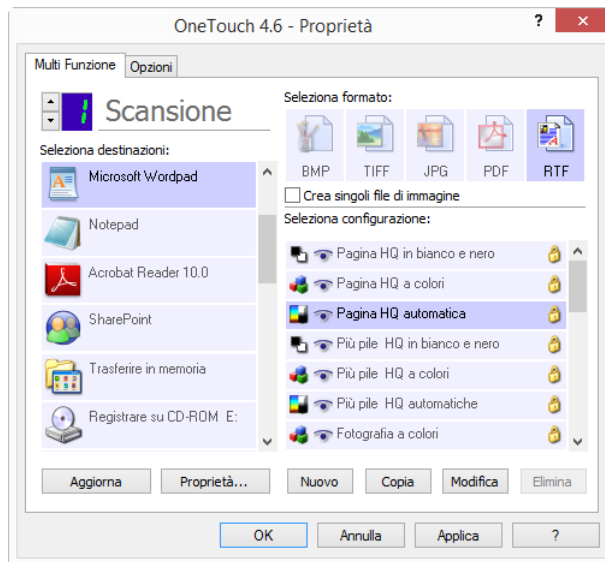 OneTouch 4.6 - Proprietà
?
Multi Funzione
Opzioni
1
Scansione
Seleziona destinazioni:
Microsoft Wordpad
Notepad
Acrobat Reader 10.0
SharePoint
Trasferire in memoria
Registrare su CD-ROM E:
Seleziona formato:
BMP
TIFF
JPG
PDF
RTF
Crea singoli file di immagine
Seleziona configurazione:
Pagina HQ in bianco e nero
Pagina HQ a colori
Pagina HQ automatica
Più pile HQ in bianco e nero
Più pile HQ a colori
Più pile HQ automatiche
Fotografia a colori
Aggiorna
Proprietà...
Nuovo
Copia
Modifica
Elimina
OK
Annulla
Applica
?